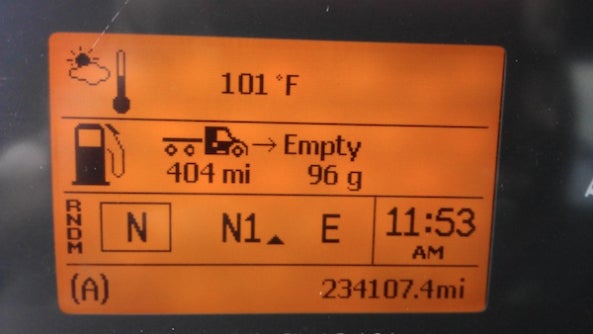 101 °F
→ Empty
404 mi 96 g
RNDM N N1 E 11:53
AM
(A) 234107.4mi